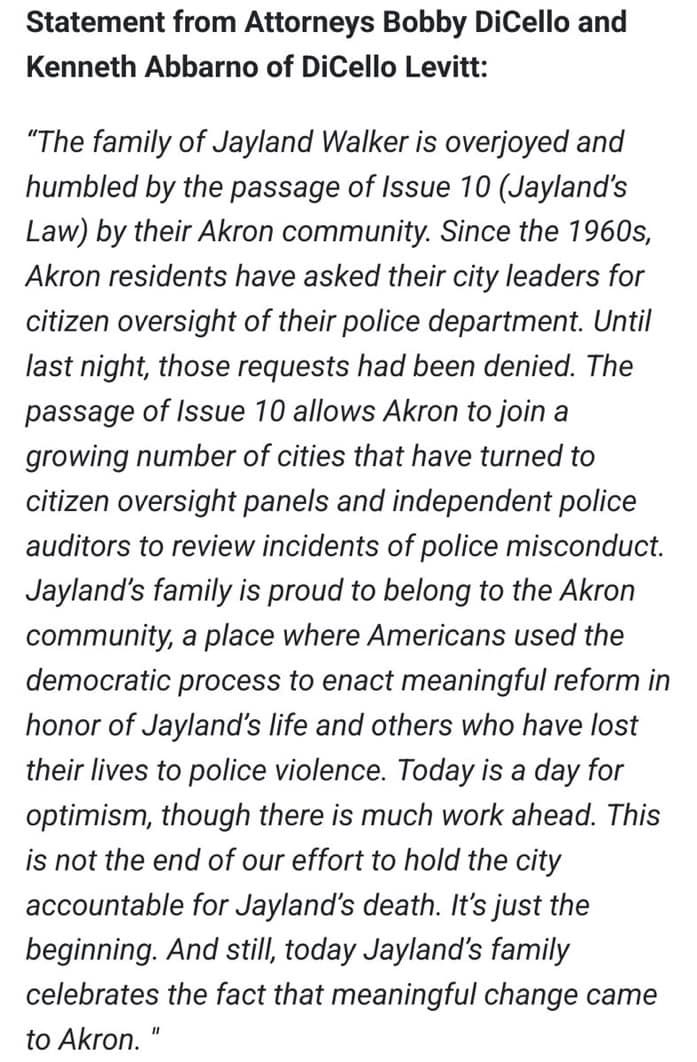 Statement from Attorneys Bobby DiCello and
Kenneth Abbarno of DiCello Levitt:
“The family of Jayland Walker is overjoyed and
humbled by the passage of Issue 10 (Jayland’s
Law) by their Akron community. Since the 1960s,
Akron residents have asked their city leaders for
citizen oversight of their police department. Until
last night, those requests had been denied. The
passage of Issue 10 allows Akron to join a
growing number of cities that have turned to
citizen oversight panels and independent police
auditors to review incidents of police misconduct.
Jayland’s family is proud to belong to the Akron
community, a place where Americans used the
democratic process to enact meaningful reform in
honor of Jayland’s life and others who have lost
their lives to police violence. Today is a day for
optimism, though there is much work ahead. This
is not the end of our effort to hold the city
accountable for Jayland’s death. It’s just the
beginning. And still, today Jayland’s family
celebrates the fact that meaningful change came
to Akron. "